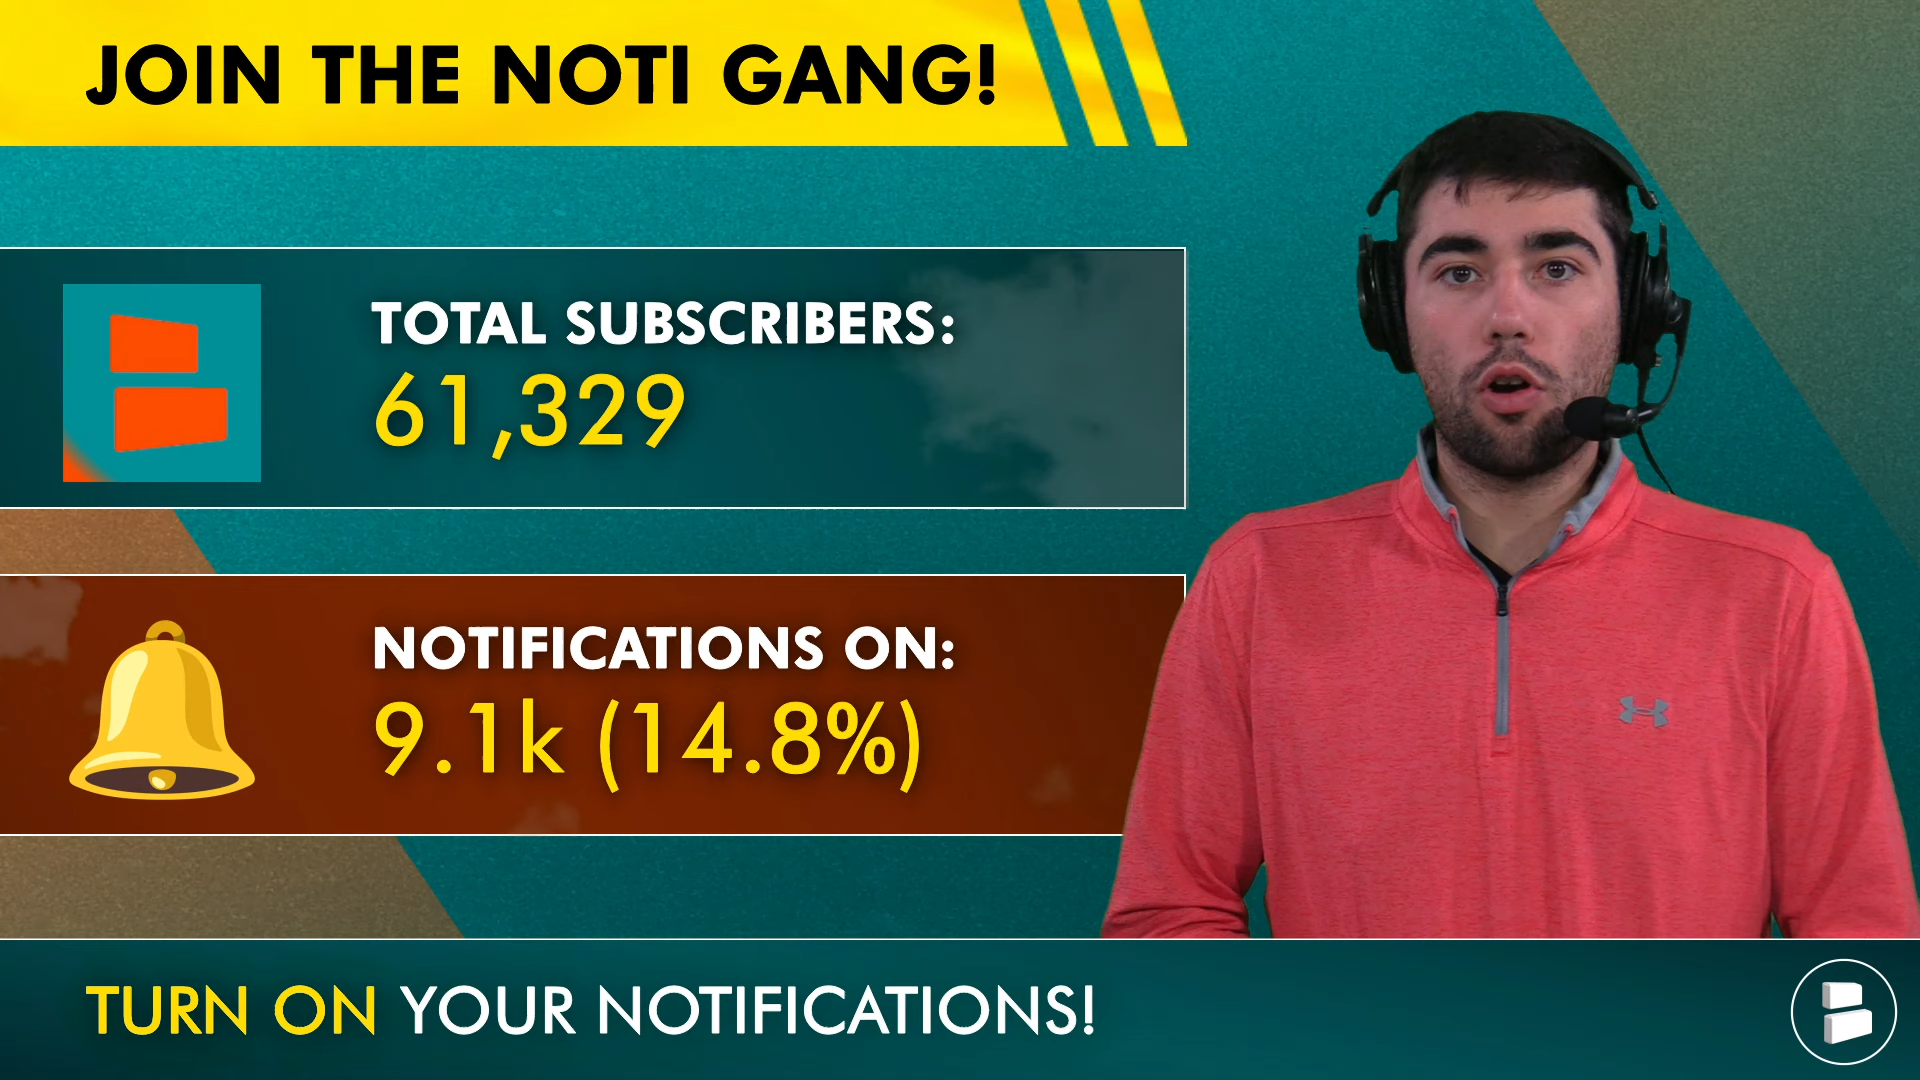 JOIN THE NOTI GANG!
TOTAL SUBSCRIBERS:
61,329
NOTIFICATIONS ON:
9.1k (14.8%)
TURN ON YOUR NOTIFICATIONS!